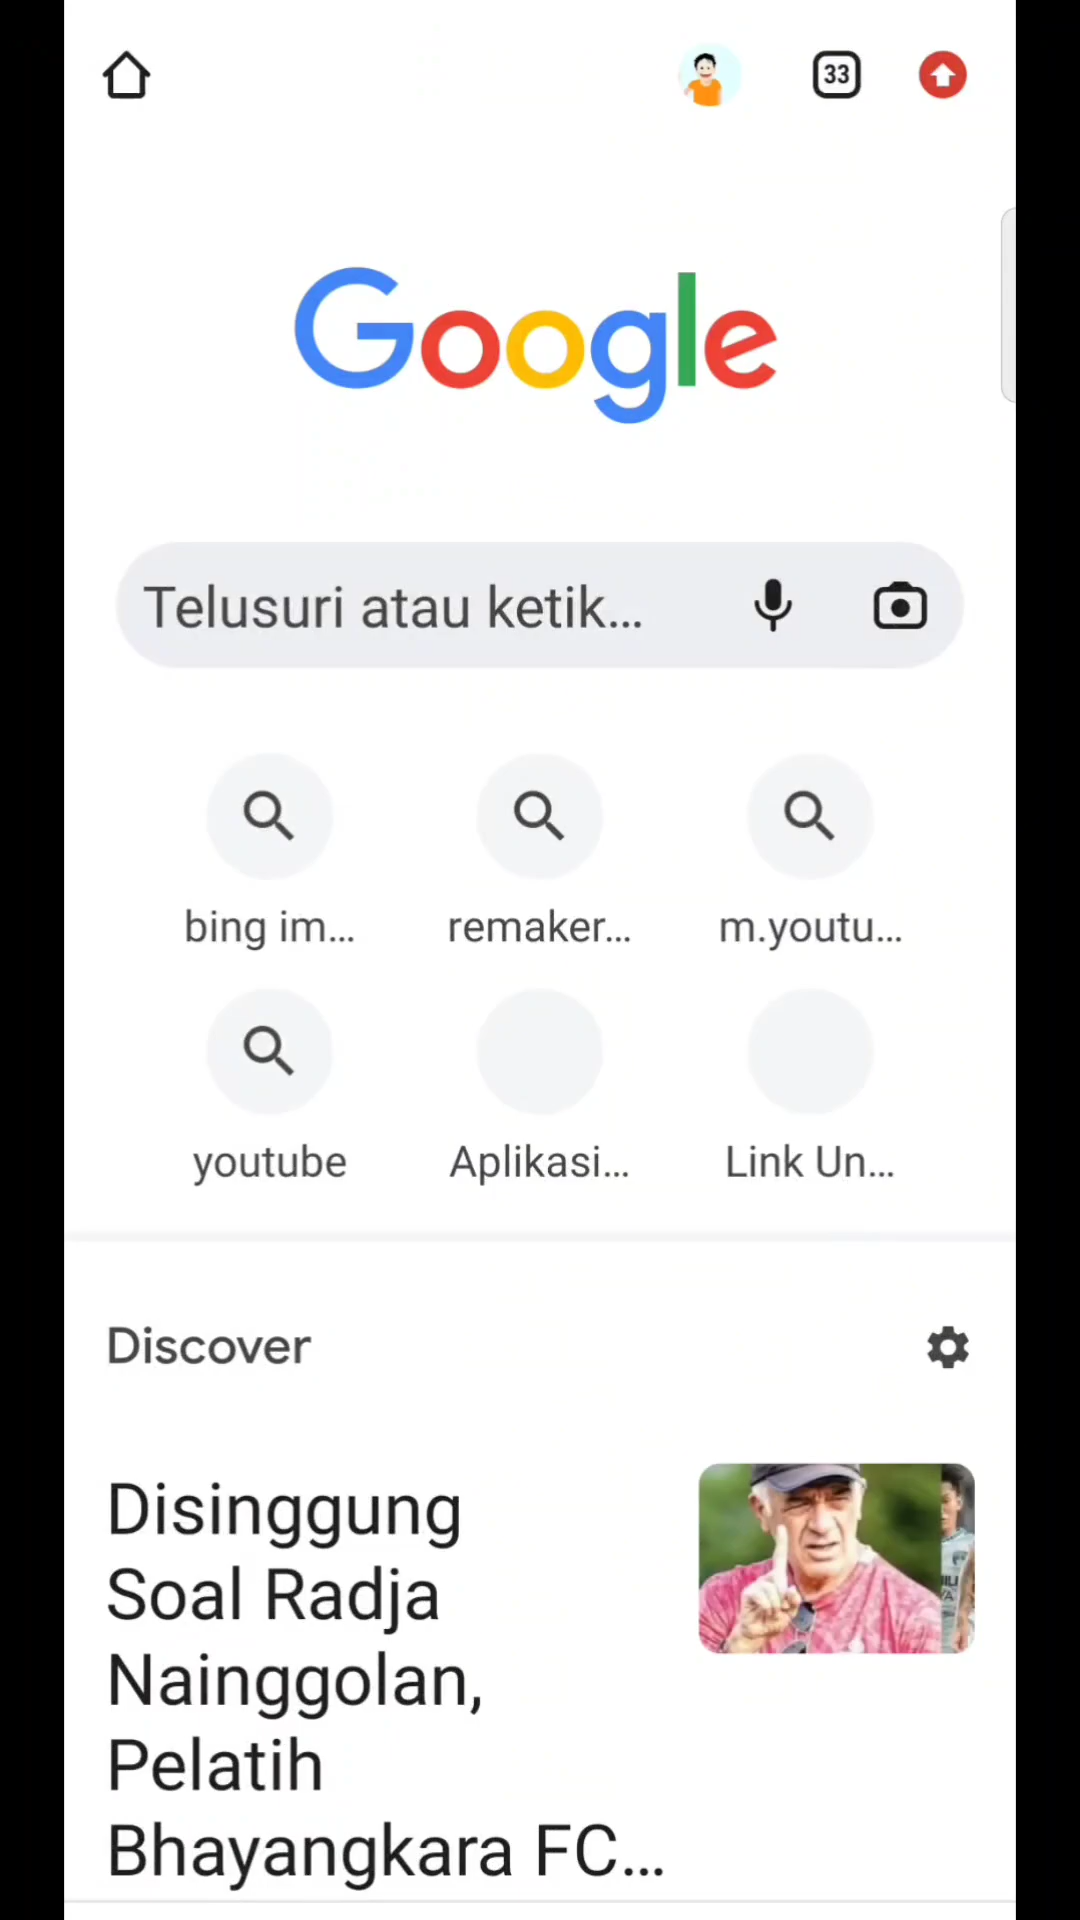 33
Google
Telusuri atau ketik...
bing im...
remaker...
m.youtu...
youtube
Aplikasi...
Link Un...
Discover
Disinggung
Soal Radja
Nainggolan,
Pelatih
Bhayangkara FC...